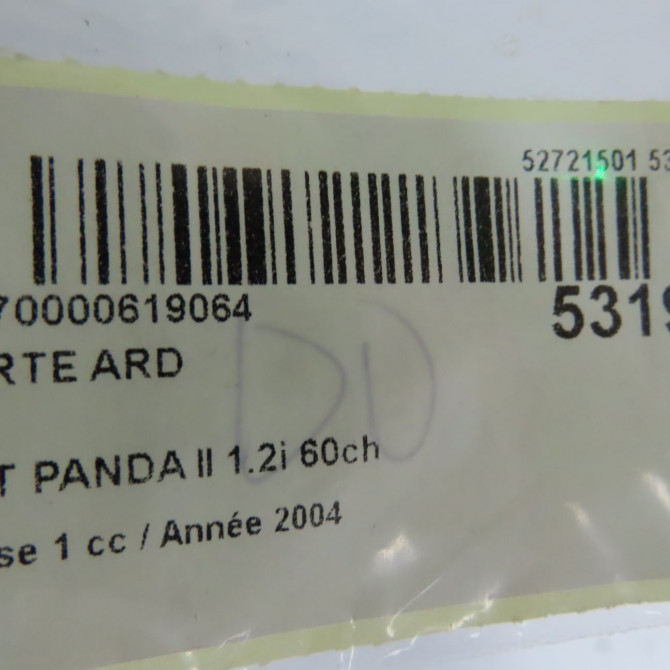 52721501 53
70000619064
5319
RTE ARD
DD
T PANDA II 1.2i 60ch
se 1 cc / Année 2004